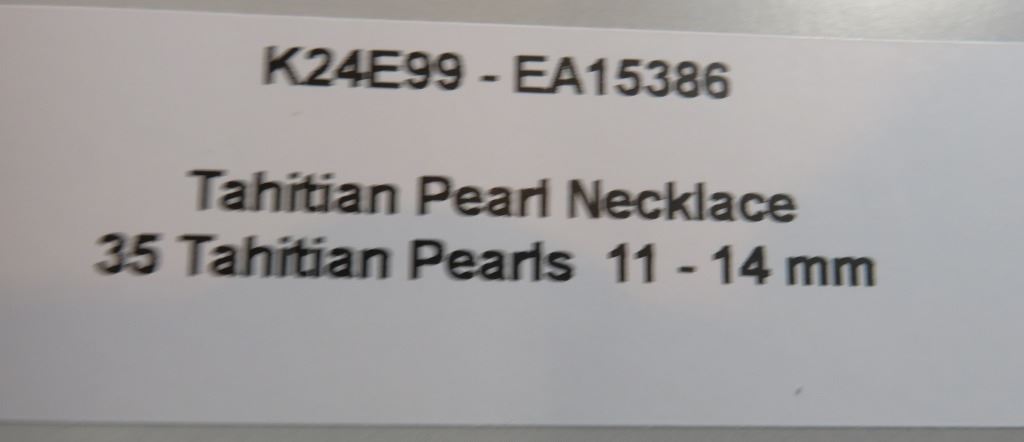 K24E99 - EA15386
Tahitian Pearl Necklace
35 Tahitian Pearls 11 - 14 mm